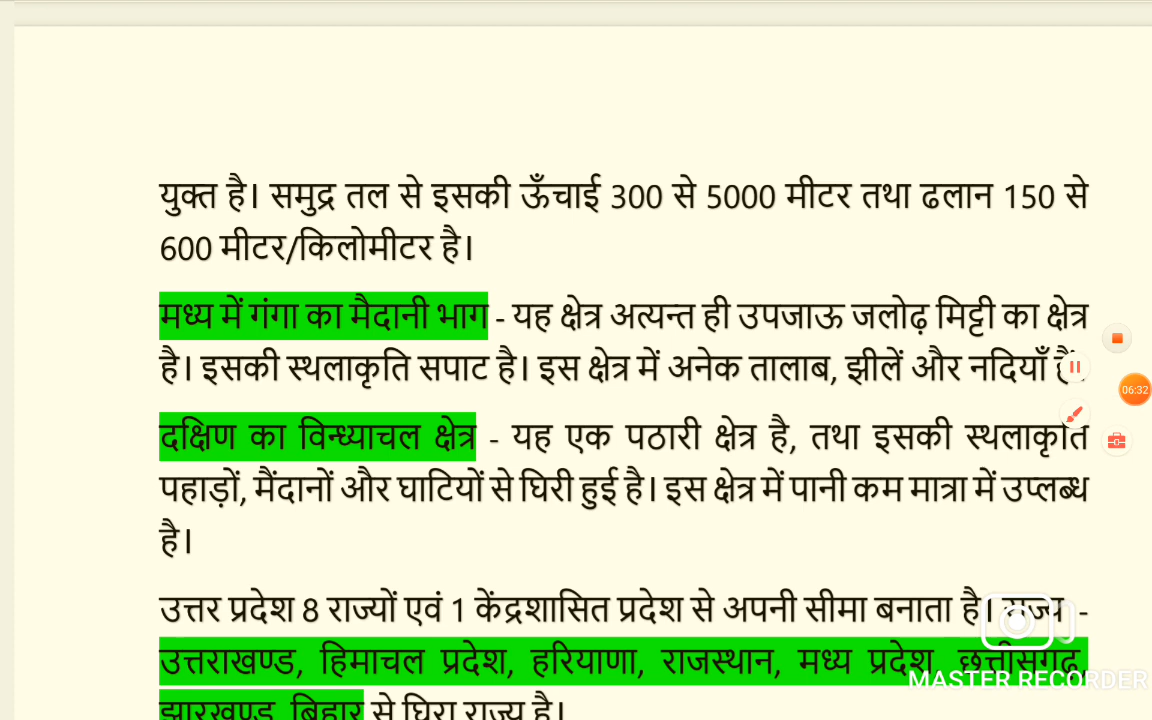 युक्त है। समुद्र तल से इसकी ऊँचाई 300 से 5000 मीटर तथा ढलान 150 से
600 मीटर/किलोमीटर है।
मध्य में गंगा का मैदानी भाग - यह क्षेत्र अत्यन्त ही उपजाऊ जलोढ़ मिट्टी का क्षेत्र
है। इसकी स्थलाकृति सपाट है। इस क्षेत्र में अनेक तालाब, झीलें और नदियाँ हैं।
06:32
दक्षिण का विन्ध्याचल क्षेत्र - यह एक पठारी क्षेत्र है, तथा इसकी स्थलाकृति
पहाड़ों, मैंदानों और घाटियों से घिरी हुई है। इस क्षेत्र में पानी कम मात्रा में उप्लब्ध
है।
उत्तर प्रदेश 8 राज्यों एवं 1 केंद्रशासित प्रदेश से अपनी सीमा बनाता है। राज्य -
उत्तराखण्ड, हिमाचल प्रदेश, हरियाणा, राजस्थान, मध्य प्रदेश, छत्तीसगढ़,
MASTER RECORDER
झारखण्ड, बिहार से घिरा राज्य है।